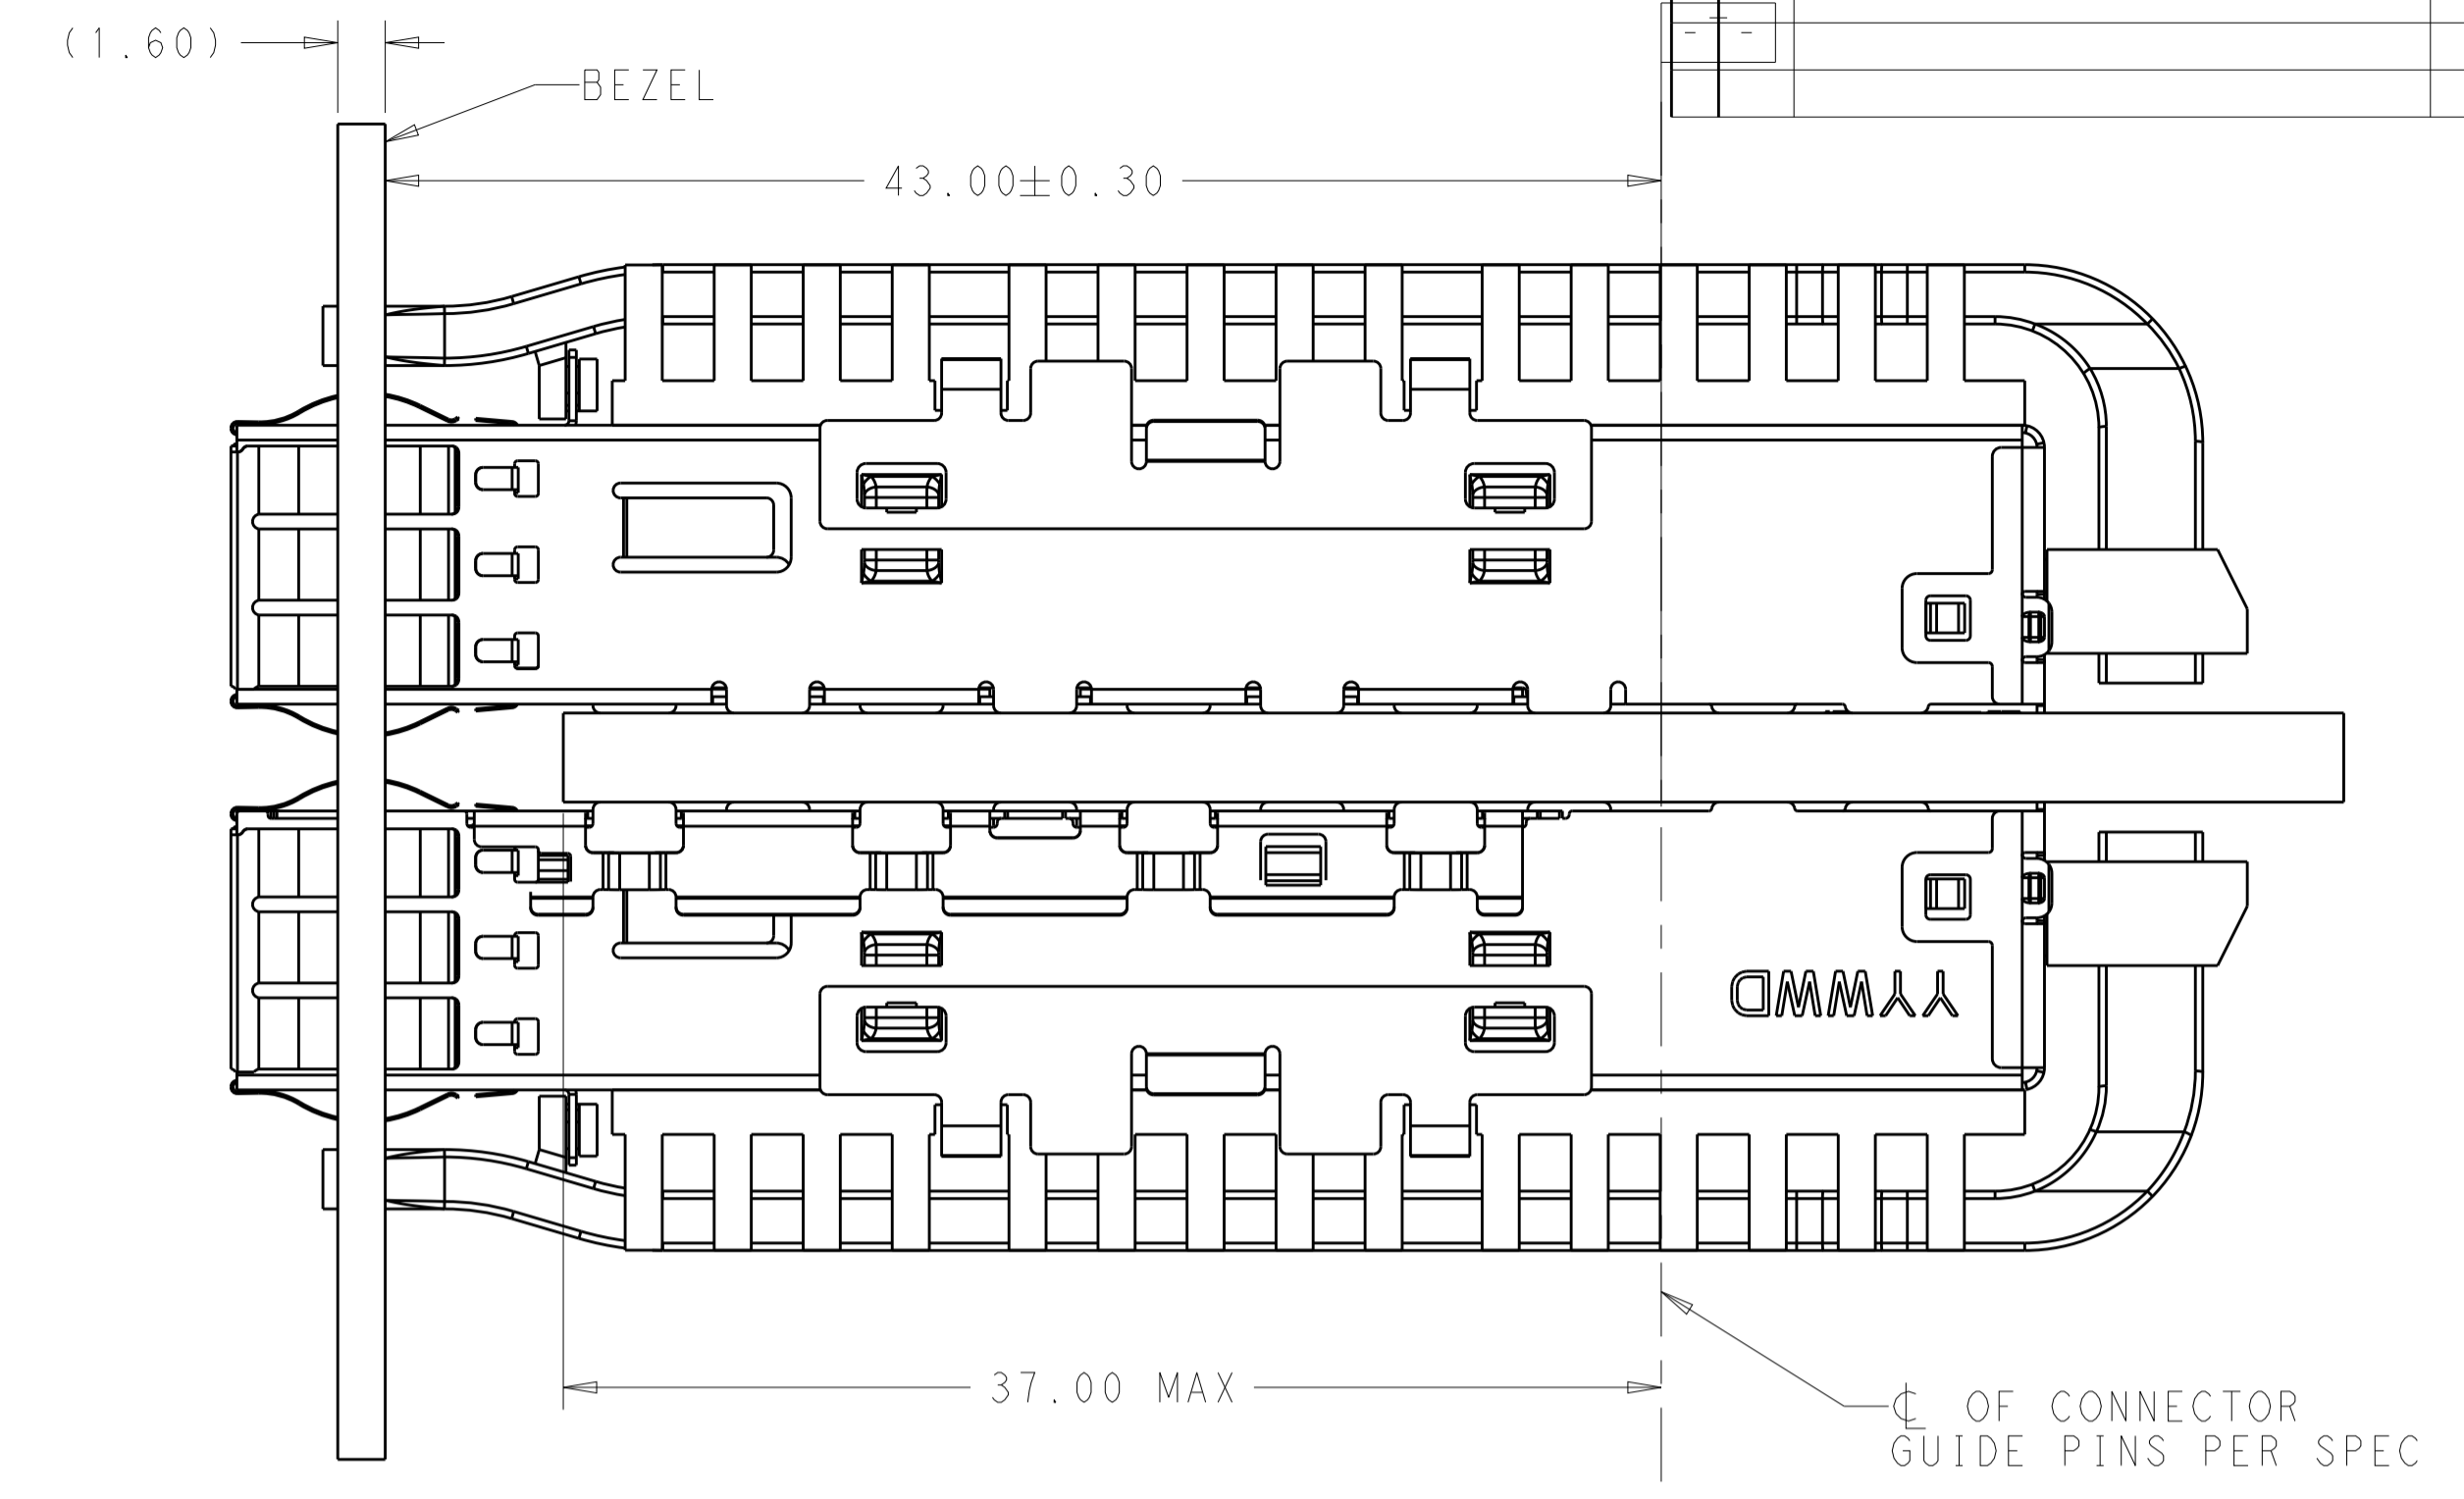 (1.60)
BEZEL
43.00±0.30
YYWWD
37.00 MAX
℄ OF CONNECTOR
GUIDE PINS PER SPEC